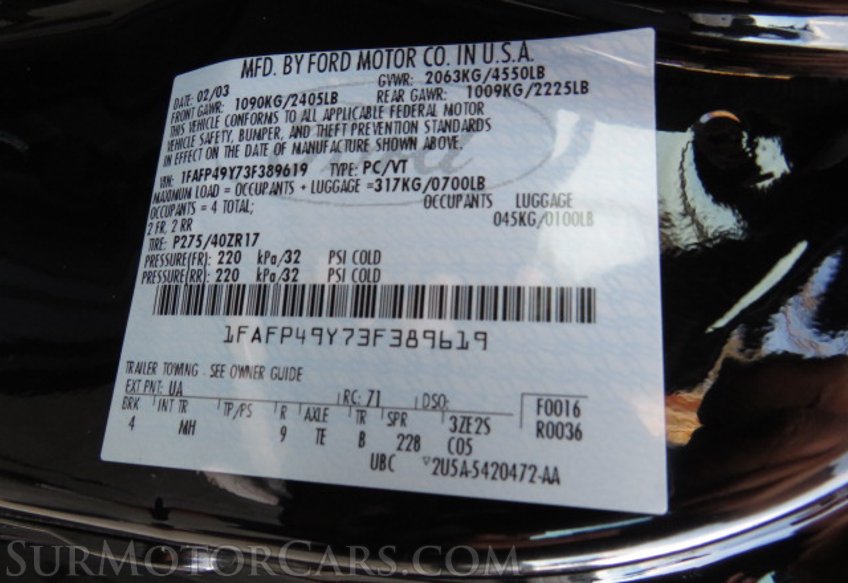 MFD. BY FORD MOTOR CO. IN U.S.A.
DATE: 02/03 GVWR: 2063KG/4550LB
FRONT GAWR: 1090KG/2405LB REAR GAWR: 1009KG/2225LB
THIS VEHICLE CONFORMS TO ALL APPLICABLE FEDERAL MOTOR
VEHICLE SAFETY, BUMPER, AND THEFT PREVENTION STANDARDS
IN EFFECT ON THE DATE OF MANUFACTURE SHOWN ABOVE.
VIN: 1FAFP49Y73F389619 TYPE: PC/VT
MAXIMUM LOAD = OCCUPANTS + LUGGAGE =317KG/0700LB
OCCUPANTS = 4 TOTAL; OCCUPANTS LUGGAGE
2 FR, 2 RR 045KG/0100LB
TIRE: P275/40ZR17
PRESSURE(FR): 220 kPa/32 PSI COLD
PRESSURE(RR): 220 kPa/32 PSI COLD
1FAFP49Y73F389619
TRAILER TOWING - SEE OWNER GUIDE
EXT PNT: UA RC: 71 DSO: F0016
BRK INT TR TP/PS R AXLE TR SPR 3ZE2S R0036
4 MH 9 TE B 228 C05
UBC 2U5A-5420472-AA
SurMotorCars.com